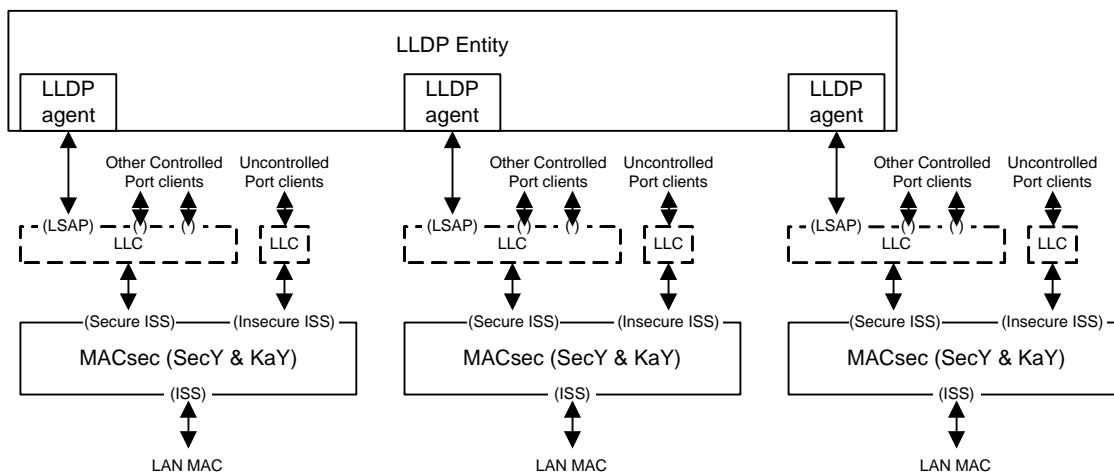 LLDP Entity
LLDP
agent
LLDP
agent
LLDP
agent
Other Controlled
Port clients
Uncontrolled
Port clients
Other Controlled
Port clients
Uncontrolled
Port clients
Other Controlled
Port clients
Uncontrolled
Port clients
(LSAP)
( )
( )
LLC
LLC
(LSAP)
( )
( )
LLC
LLC
(LSAP)
( )
( )
LLC
LLC
(Secure ISS)
(Insecure ISS)
(Secure ISS)
(Insecure ISS)
(Secure ISS)
(Insecure ISS)
MACsec (SecY & KaY)
MACsec (SecY & KaY)
MACsec (SecY & KaY)
(ISS)
(ISS)
(ISS)
LAN MAC
LAN MAC
LAN MAC